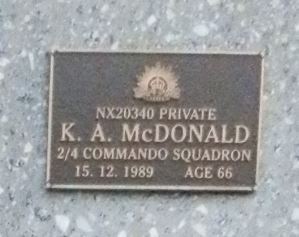 NX20340 PRIVATE
K. A. McDONALD
2/4 COMMANDO SQUADRON
15. 12. 1989 AGE 66